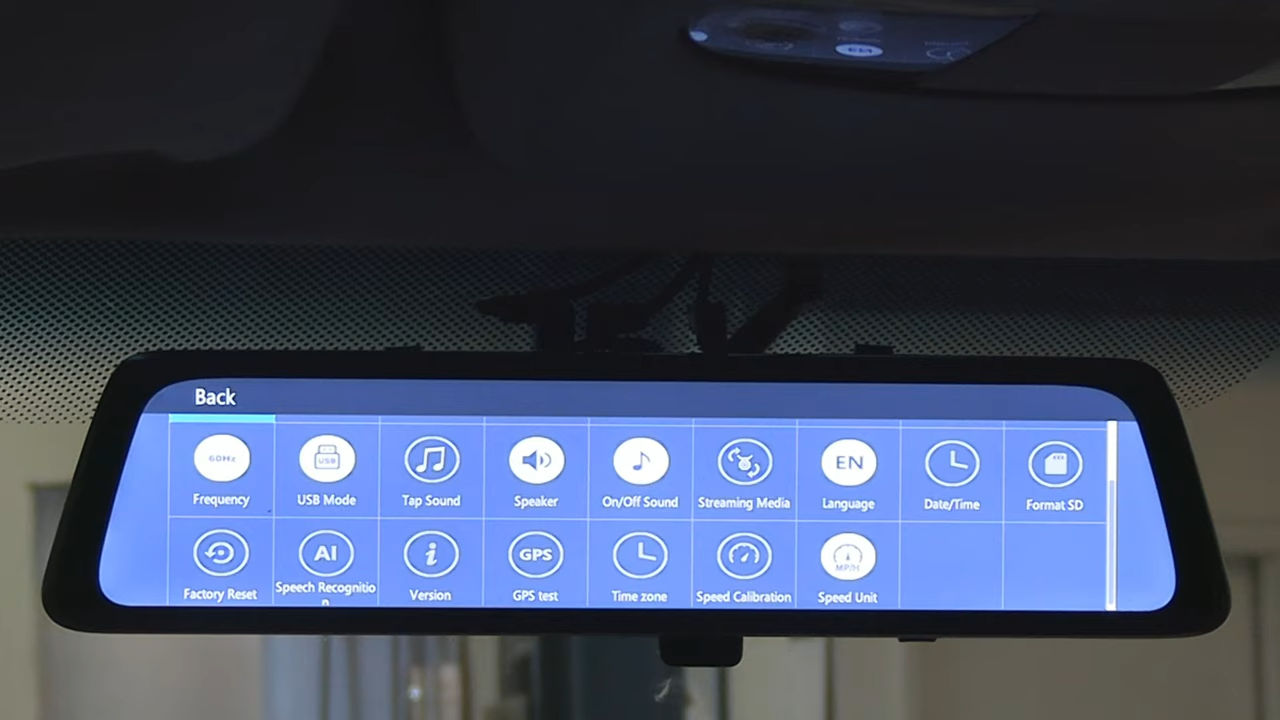 Back
60Hz
USB
EN
Frequency
USB Mode
Tap Sound
Speaker
On/Off Sound
Streaming Media
Language
Date/Time
Format SD
AI
i
GPS
MP/H
Factory Reset
Speech Recognitio
n
Version
GPS test
Time zone
Speed Calibration
Speed Unit